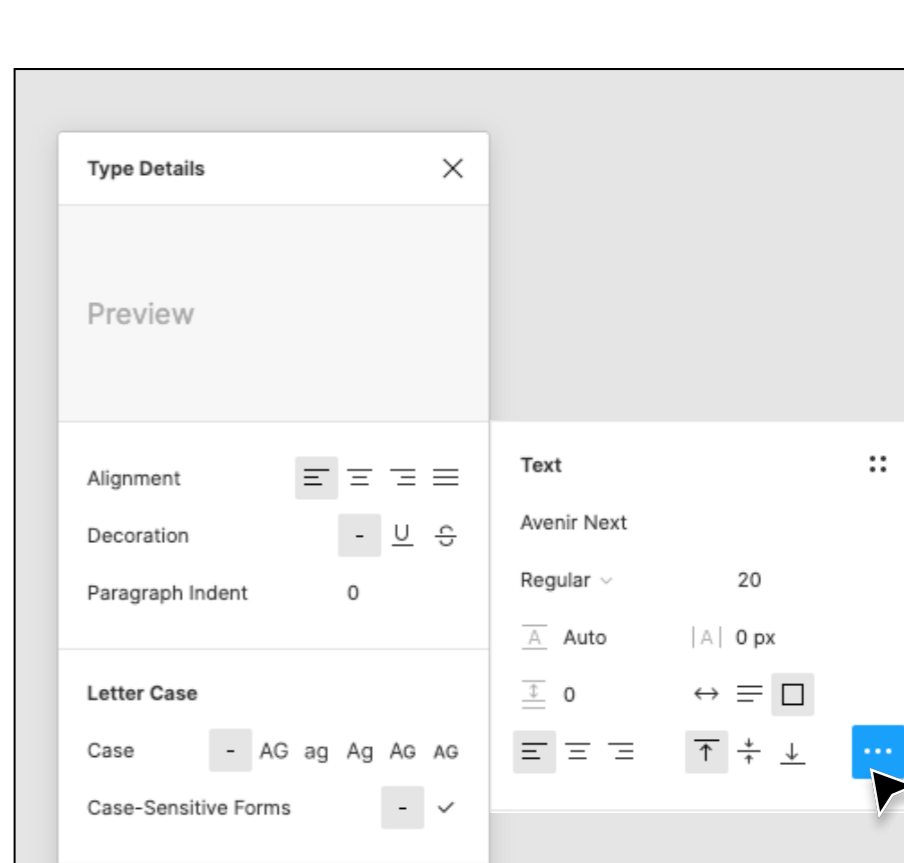 Type Details
Preview
Alignment
Decoration - U S
Paragraph Indent 0
Letter Case
Case - AG ag Ag AG AG
Case-Sensitive Forms -
Text
Avenir Next
Regular 20
A Auto |A| 0 px
0